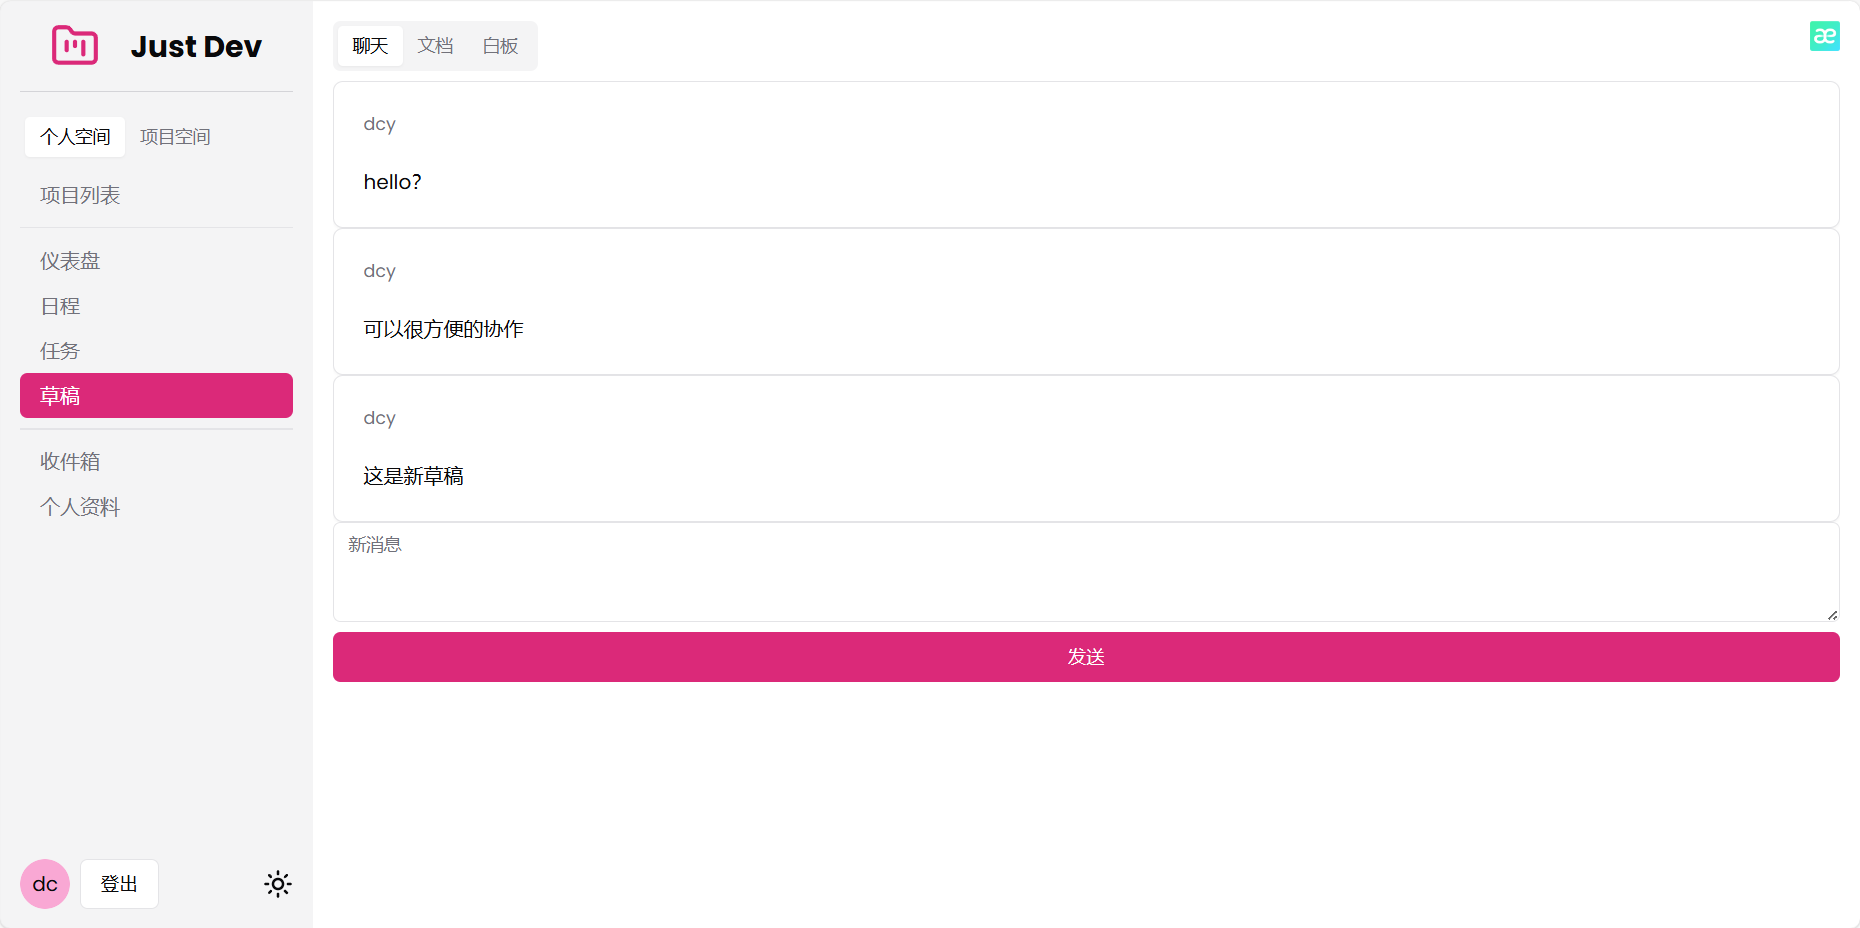 Just Dev
个人空间 项目空间
项目列表
仪表盘
日程
任务
草稿
收件箱
个人资料
dc 登出
聊天 文档 白板
æ
dcy
hello?
dcy
可以很方便的协作
dcy
这是新草稿
新消息
发送